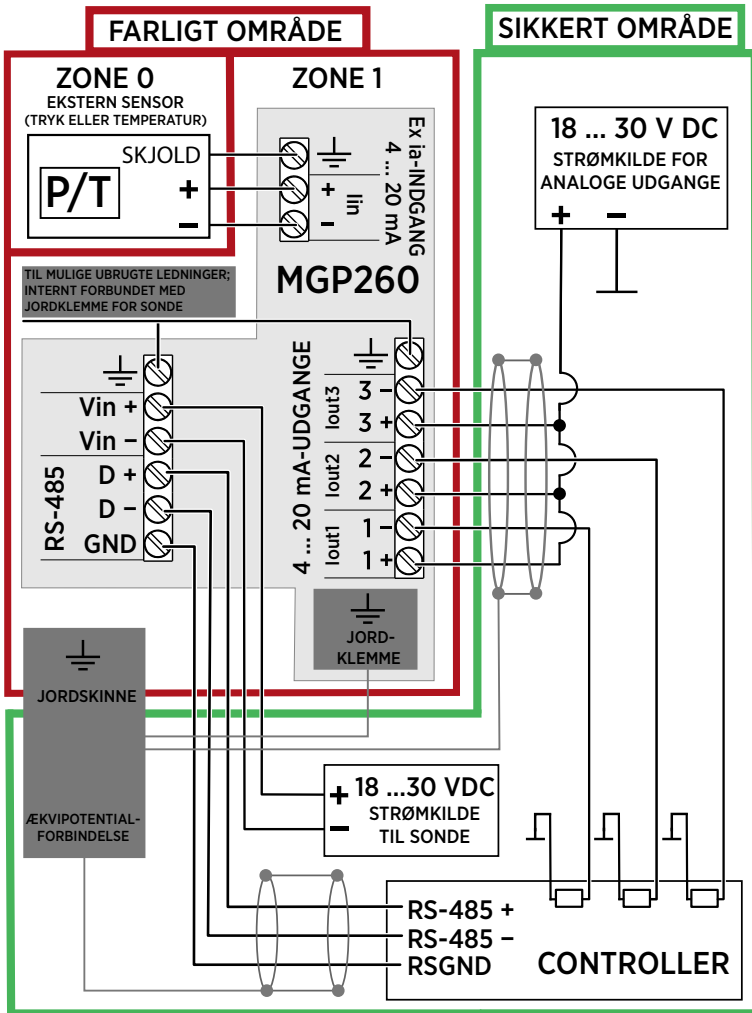 FARLIGT OMRÅDE
SIKKERT OMRÅDE
ZONE 0
EKSTERN SENSOR
(TRYK ELLER TEMPERATUR)
P/T
SKJOLD
+
−
ZONE 1
+
−
Iin
Ex ia-INDGANG
4 ... 20 mA
MGP260
18 ... 30 V DC
STRØMKILDE FOR
ANALOGE UDGANGE
+ −
TIL MULIGE UBRUGTE LEDNINGER;
INTERNT FORBUNDET MED
JORDKLEMME FOR SONDE
Vin +
Vin −
RS-485
D +
D −
GND
4 ... 20 mA-UDGANGE
Iout3
3 −
3 +
Iout2
2 −
2 +
Iout1
1 −
1 +
JORD-
KLEMME
JORDSKINNE
ÆKVIPOTENTIAL-
FORBINDELSE
+ 18 ...30 VDC
STRØMKILDE
− TIL SONDE
RS-485 +
RS-485 −
RSGND
CONTROLLER